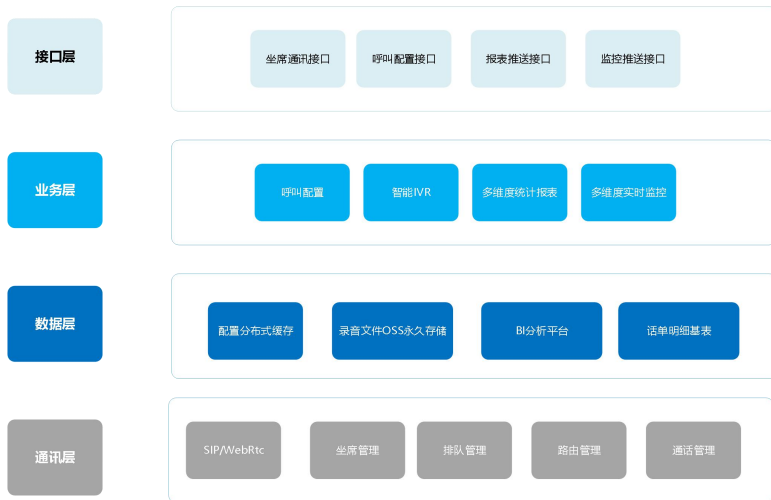 接口层
坐席通讯接口
呼叫配置接口
报表推送接口
监控推送接口
业务层
呼叫配置
智能IVR
多维度统计报表
多维度实时监控
数据层
配置分布式缓存
录音文件OSS永久存储
BI分析平台
话单明细基表
通讯层
SIP/WebRtc
坐席管理
排队管理
路由管理
通话管理